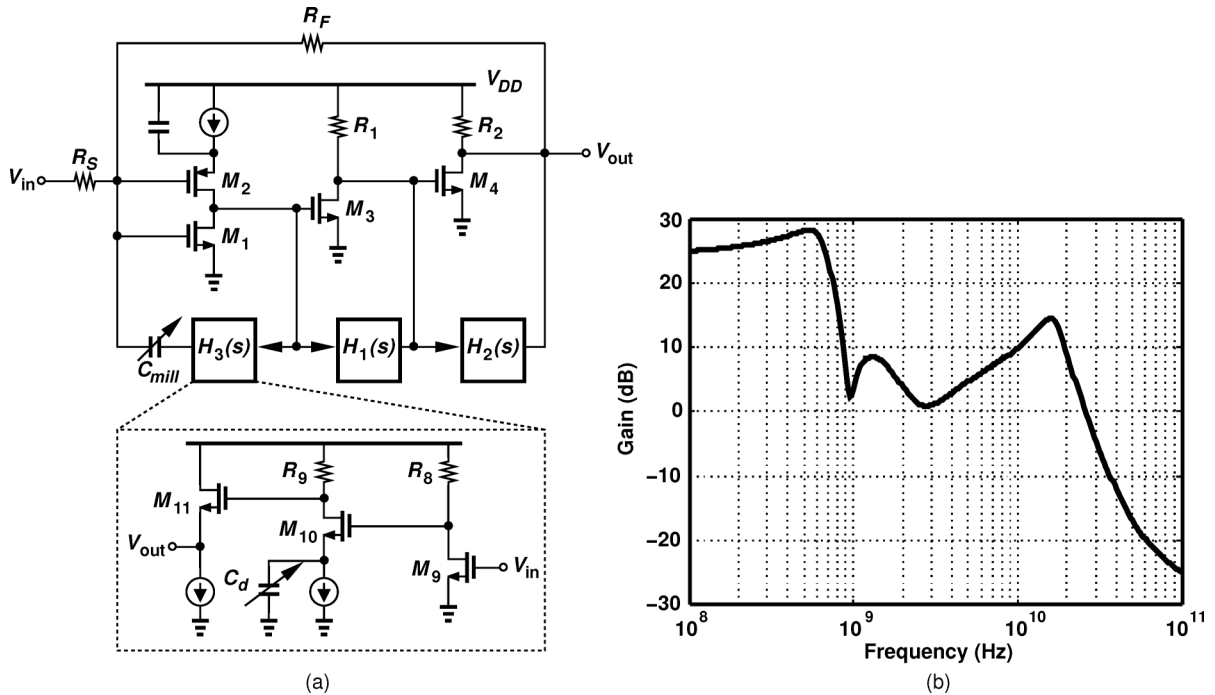 R_F
V_DD
R_1
R_2
V_out
R_S
V_in
M_2
M_4
M_3
M_1
H_3(s)
H_1(s)
H_2(s)
C_mill
R_9
R_8
M_11
M_10
V_out
C_d
M_9
V_in
(a)
30
20
10
0
−10
−20
−30
Gain (dB)
10^8
10^9
10^10
10^11
Frequency (Hz)
(b)